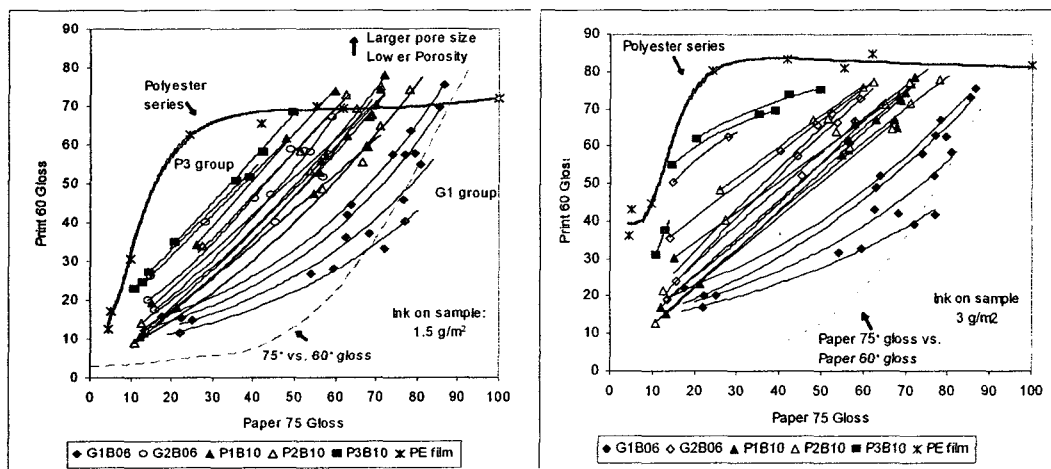 Larger pore size
Lower Porosity
Polyester
series
P3 group
G1 group
Ink on sample:
1.5 g/m²
75° vs. 60° gloss
Print 60 Gloss
90
80
70
60
50
40
30
20
10
0
0 10 20 30 40 50 60 70 80 90 100
Paper 75 Gloss
G1B06 G2B06 P1B10 P2B10 P3B10 PE film
Polyester series
Ink on sample
3 g/m2
Paper 75° gloss vs.
Paper 60° gloss
Print 60 Gloss
90
80
70
60
50
40
30
20
10
0
0 10 20 30 40 50 60 70 80 90 100
Paper 75 Gloss
G1B06 G2B06 P1B10 P2B10 P3B10 PE film